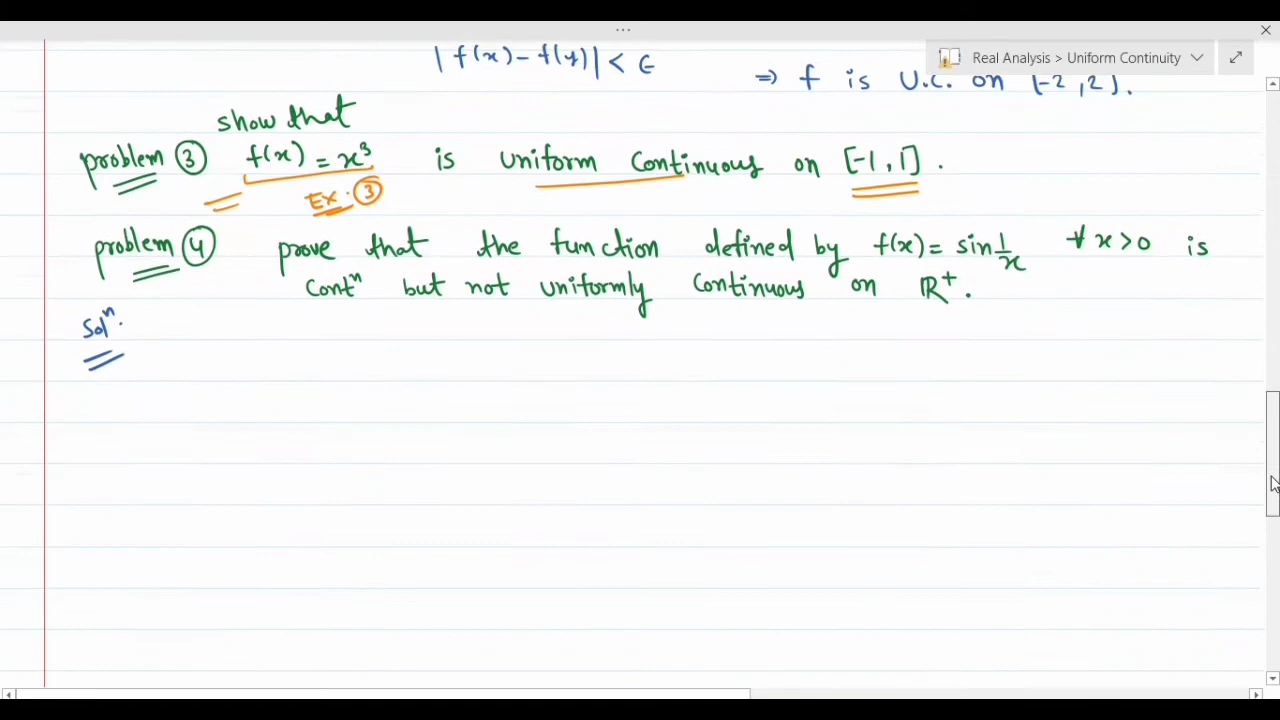 | f(x) - f(y)| < ϵ
Real Analysis > Uniform Continuity
⇒ f is U.C. on [-2, 2].
show that
problem ③ f(x) = x³ is uniform continuous on [-1, 1].
Ex. ③
problem ④ prove that the function defined by f(x) = sin 1/x ∀ x > 0 is
contⁿ but not uniformly continuous on ℝ⁺.
Solⁿ.